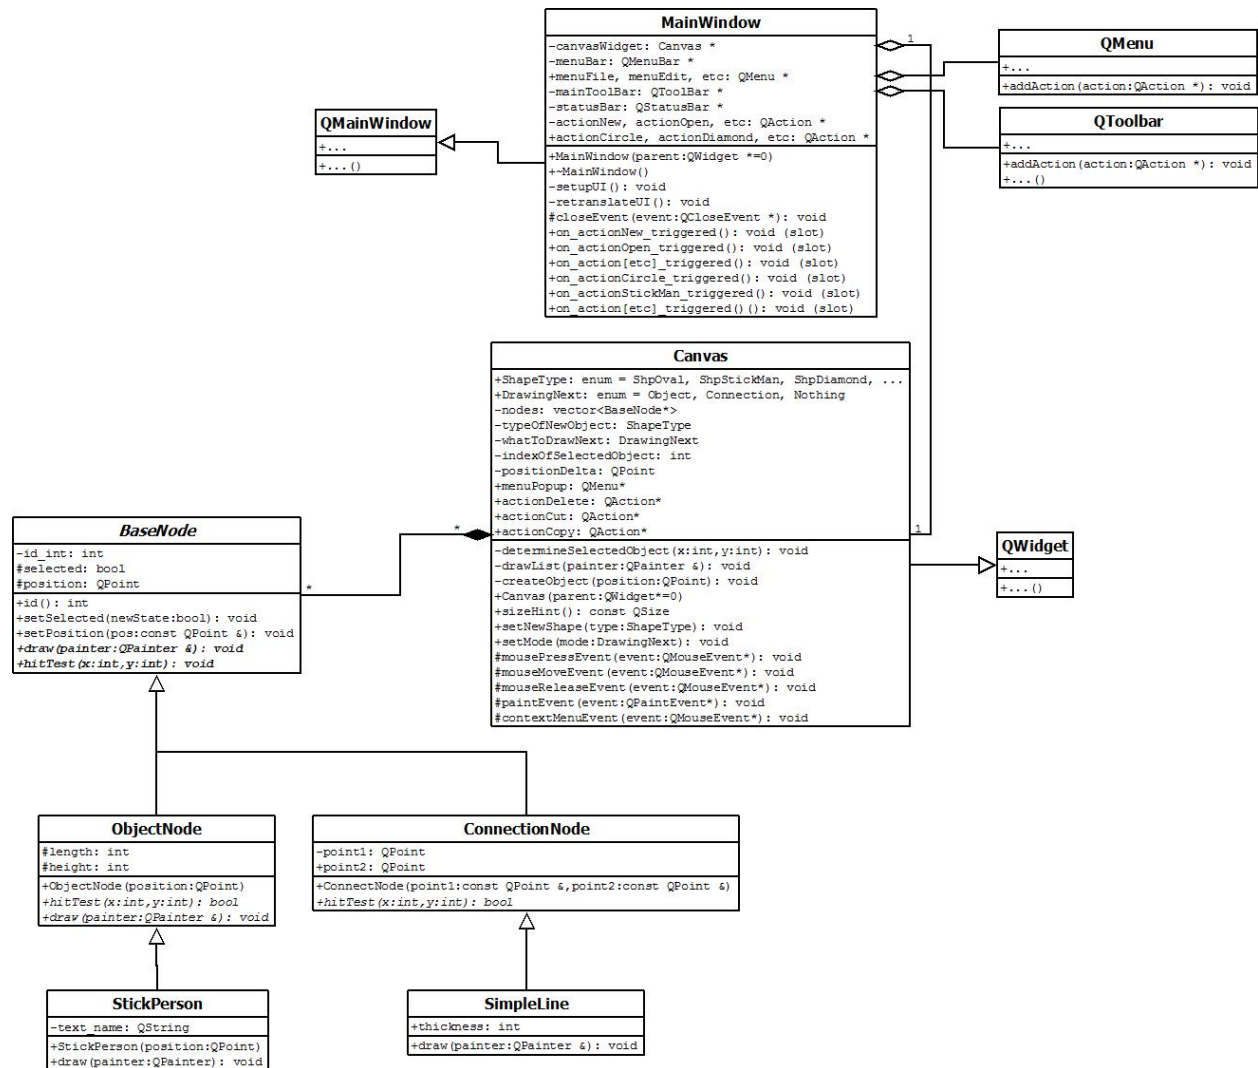 MainWindow
-canvasWidget: Canvas *
-menuBar: QMenuBar *
+menuFile, menuEdit, etc: QMenu *
-mainToolBar: QToolBar *
-statusBar: QStatusBar *
-actionNew, actionOpen, etc: QAction *
+actionCircle, actionDiamond, etc: QAction *
+MainWindow(parent:QWidget *=0)
+~MainWindow()
-setupUI(): void
-retranslateUI(): void
#closeEvent(event:QCloseEvent *): void
+on_actionNew_triggered(): void (slot)
+on_actionOpen_triggered(): void (slot)
+on_action[etc]_triggered(): void (slot)
+on_actionCircle_triggered(): void (slot)
+on_actionStickMan_triggered(): void (slot)
+on_action[etc]_triggered()(): void (slot)
1
QMenu
+...
+addAction(action:QAction *): void
QToolbar
+...
+addAction(action:QAction *): void
+...()
QMainWindow
+...
+...()
Canvas
+ShapeType: enum = ShpOval, ShpStickMan, ShpDiamond, ...
+DrawingNext: enum = Object, Connection, Nothing
-nodes: vector<BaseNode*>
-typeOfNewObject: ShapeType
-whatToDrawNext: DrawingNext
-indexOfSelectedObject: int
-positionDelta: QPoint
+menuPopup: QMenu*
+actionDelete: QAction*
+actionCut: QAction*
+actionCopy: QAction*
-determineSelectedObject(x:int,y:int): void
-drawList(painter:QPainter &): void
-createObject(position:QPoint): void
+Canvas(parent:QWidget*=0)
+sizeHint(): const QSize
+setNewShape(type:ShapeType): void
+setMode(mode:DrawingNext): void
#mousePressEvent(event:QMouseEvent*): void
#mouseMoveEvent(event:QMouseEvent*): void
#mouseReleaseEvent(event:QMouseEvent*): void
#paintEvent(event:QPaintEvent*): void
#contextMenuEvent(event:QMouseEvent*): void
1
*
*
QWidget
+...
+...()
BaseNode
-id_int: int
#selected: bool
#position: QPoint
+id(): int
+setSelected(newState:bool): void
+setPosition(pos:const QPoint &): void
+draw(painter:QPainter &): void
+hitTest(x:int,y:int): void
ObjectNode
#length: int
#height: int
+ObjectNode(position:QPoint)
+hitTest(x:int,y:int): bool
+draw(painter:QPainter &): void
ConnectionNode
-point1: QPoint
+point2: QPoint
+ConnectNode(point1:const QPoint &,point2:const QPoint &)
+hitTest(x:int,y:int): bool
StickPerson
-text_name: QString
+StickPerson(position:QPoint)
+draw(painter:QPainter): void
SimpleLine
+thickness: int
+draw(painter:QPainter &): void